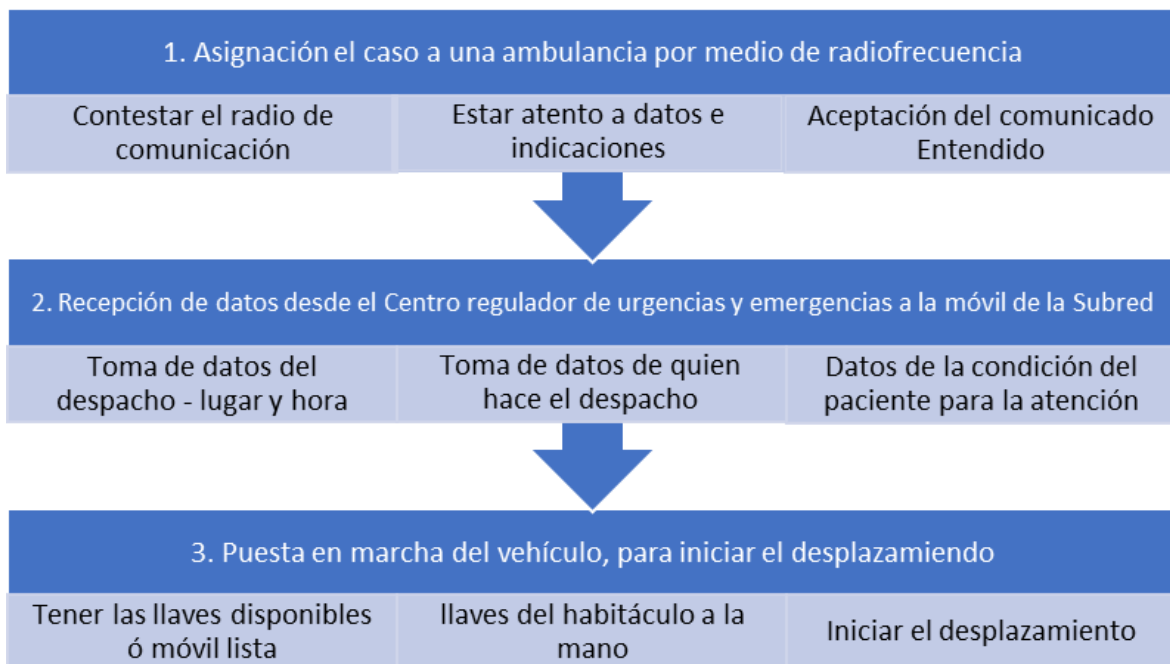 1. Asignación el caso a una ambulancia por medio de radiofrecuencia
Contestar el radio de
comunicación
Estar atento a datos e
indicaciones
Aceptación del comunicado
Entendido
2. Recepción de datos desde el Centro regulador de urgencias y emergencias a la móvil de la Subred
Toma de datos del
despacho - lugar y hora
Toma de datos de quien
hace el despacho
Datos de la condición del
paciente para la atención
3. Puesta en marcha del vehículo, para iniciar el desplazamiendo
Tener las llaves disponibles
ó móvil lista
llaves del habitáculo a la
mano
Iniciar el desplazamiento